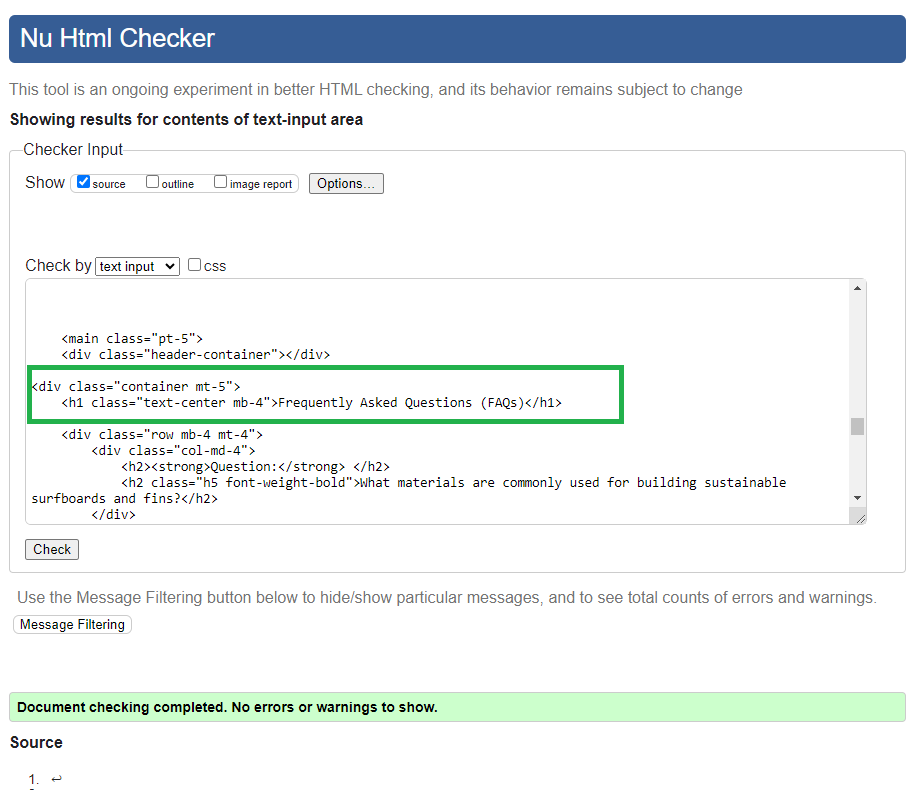 Nu Html Checker
This tool is an ongoing experiment in better HTML checking, and its behavior remains subject to change
Showing results for contents of text-input area
Checker Input
Show source outline image report Options...
Check by text input css
<main class="pt-5">
<div class="header-container"></div>
<div class="container mt-5">
<h1 class="text-center mb-4">Frequently Asked Questions (FAQs)</h1>
<div class="row mb-4 mt-4">
<div class="col-md-4">
<h2><strong>Question:</strong> </h2>
<h2 class="h5 font-weight-bold">What materials are commonly used for building sustainable
surfboards and fins?</h2>
</div>
Check
Use the Message Filtering button below to hide/show particular messages, and to see total counts of errors and warnings.
Message Filtering
Document checking completed. No errors or warnings to show.
Source
1. ↩